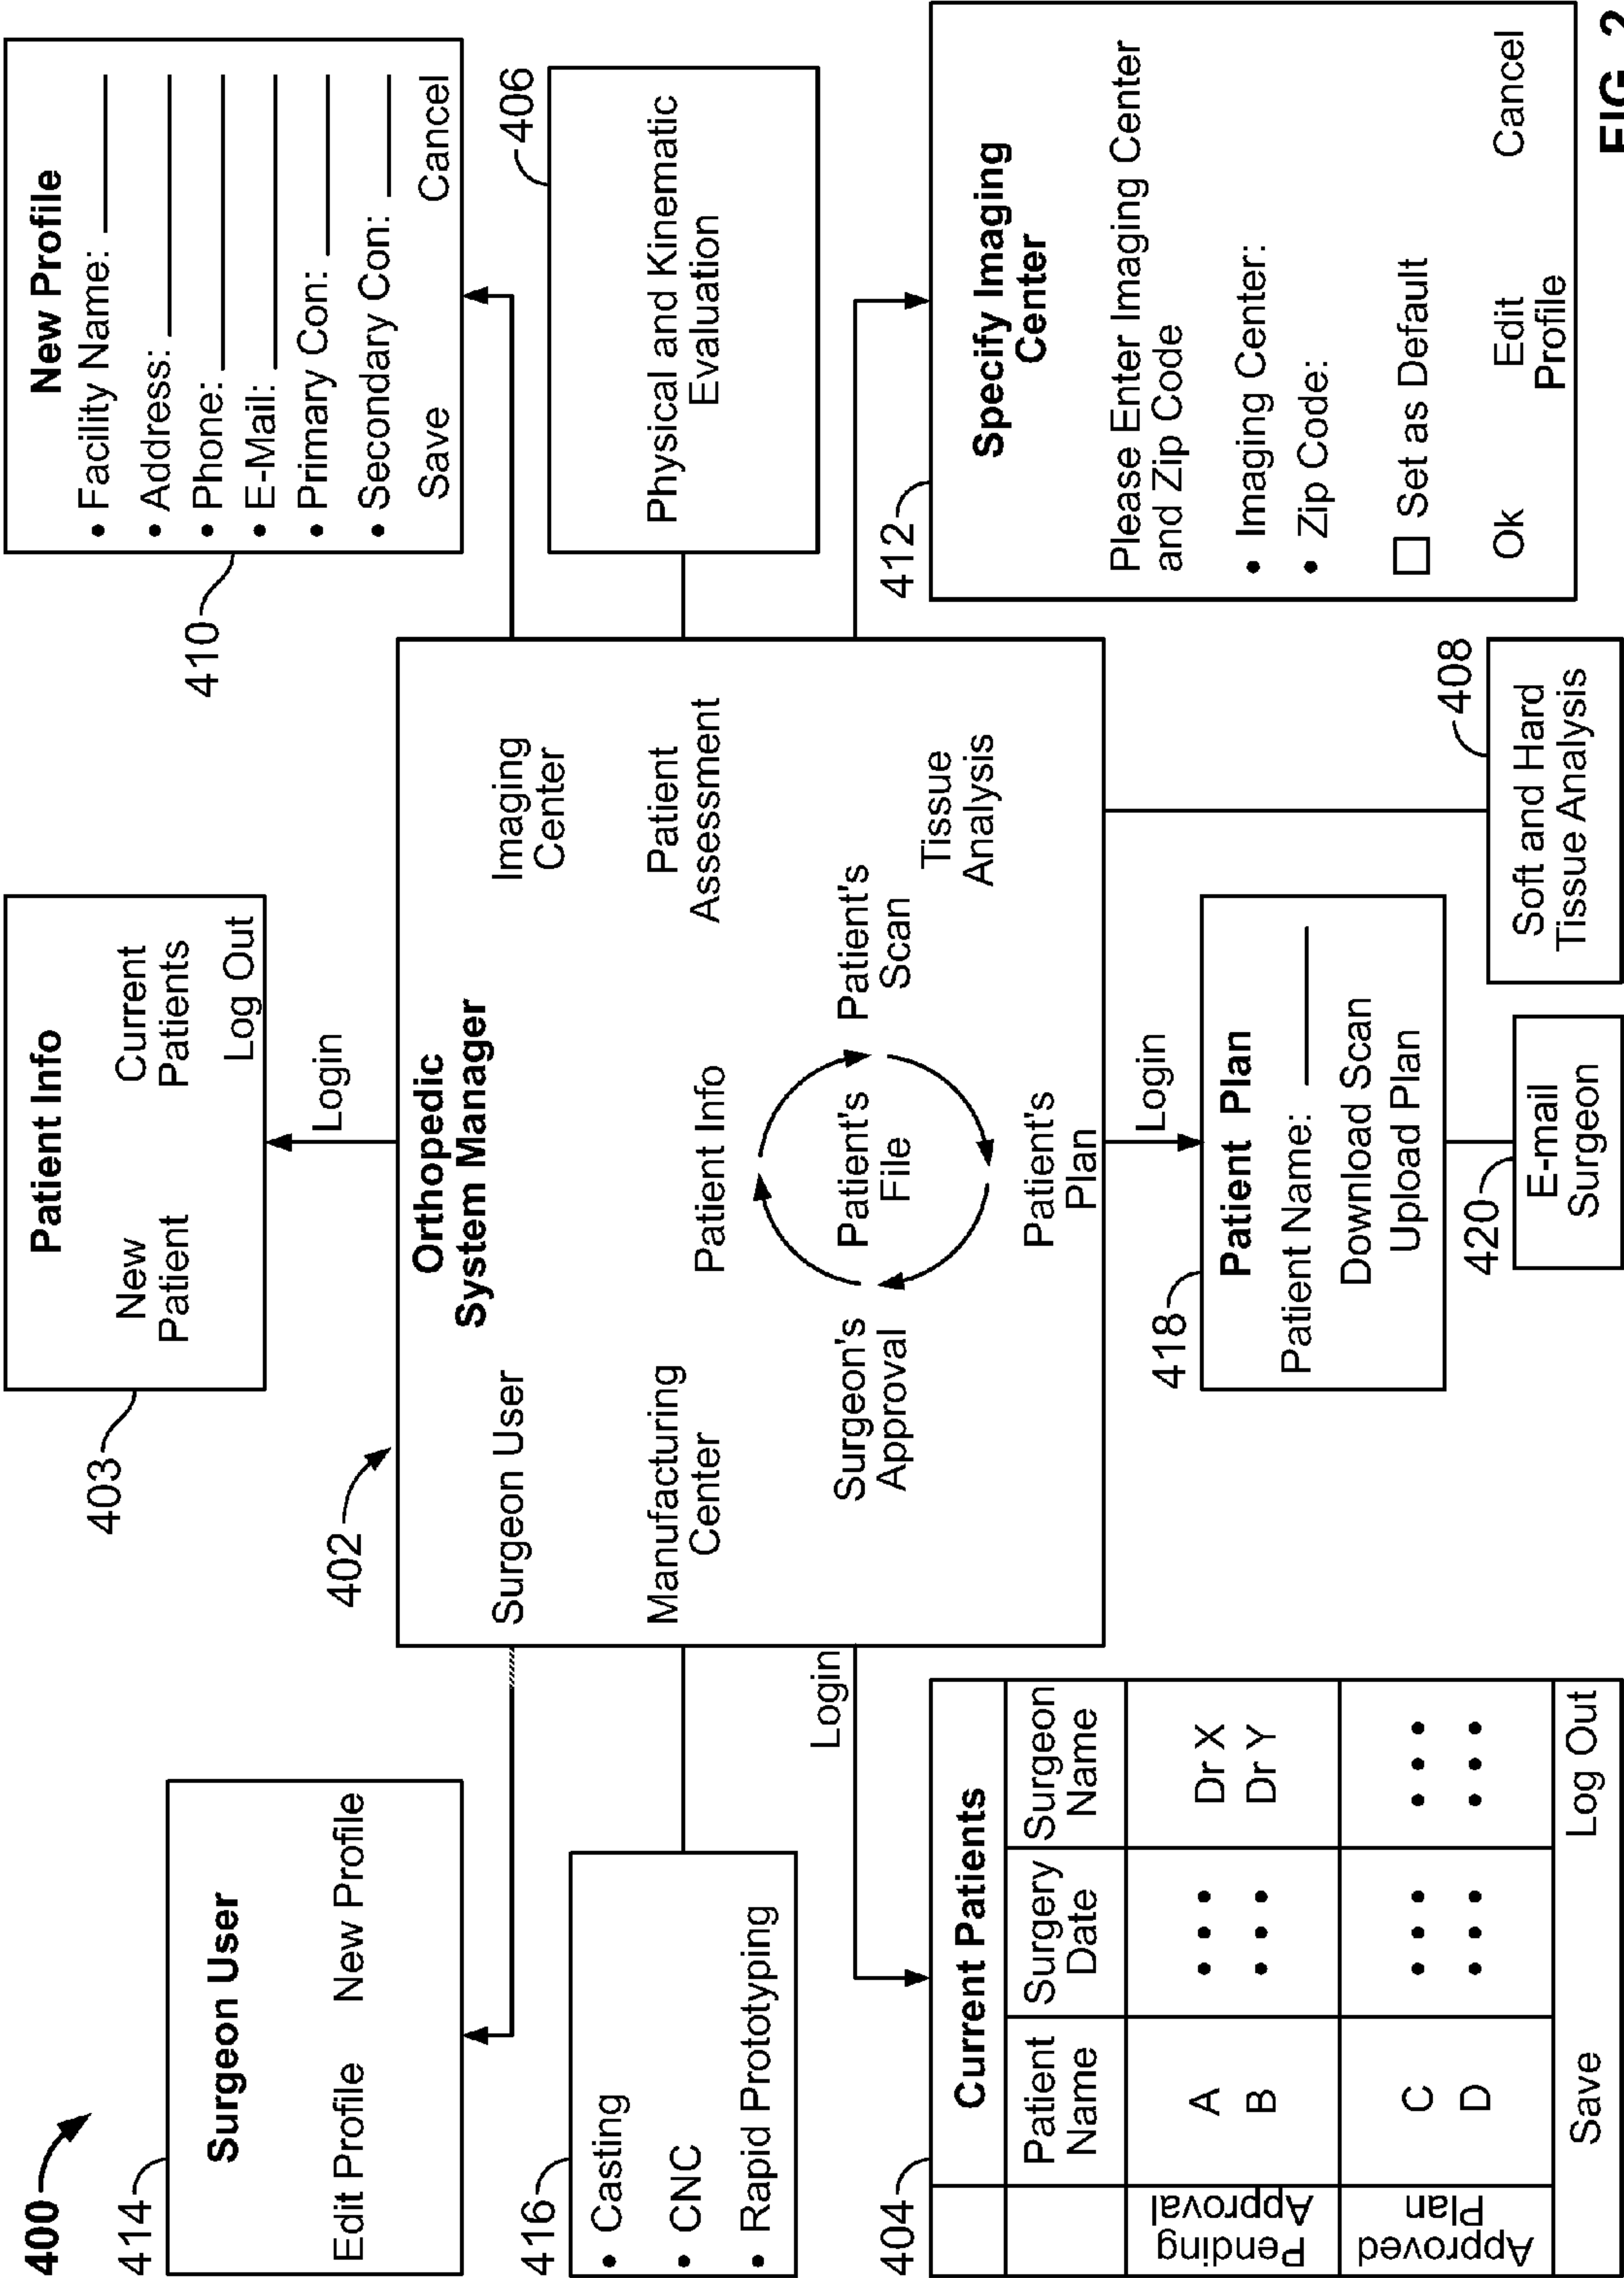 400
414
Surgeon User
Edit Profile New Profile
403
Patient Info
New
Patient
Current
Patients
Log Out
Login
410
New Profile
• Facility Name:
• Address:
• Phone:
• E-Mail:
• Primary Con:
• Secondary Con:
Save Cancel
416
• Casting
• CNC
• Rapid Prototyping
402
Orthopedic
System Manager
Surgeon User
Imaging
Center
Manufacturing
Center
Patient Info
Patient
Assessment
Surgeon's
Approval
Patient's
File
Patient's
Scan
Tissue
Analysis
Patient's
Plan
406
Physical and Kinematic
Evaluation
Login
404
Current Patients
Patient
Name
Surgery
Date
Surgeon
Name
Pending
Approval
A • • • Dr X
B • • • Dr Y
Approved
Plan
C • • • • • •
D • • • • • •
Save Log Out
Login
418
Patient Plan
Patient Name:
Download Scan
Upload Plan
420
E-mail
Surgeon
408
Soft and Hard
Tissue Analysis
412
Specify Imaging
Center
Please Enter Imaging Center
and Zip Code
• Imaging Center:
• Zip Code:
Set as Default
Ok
Edit
Profile
Cancel
FIG. 2